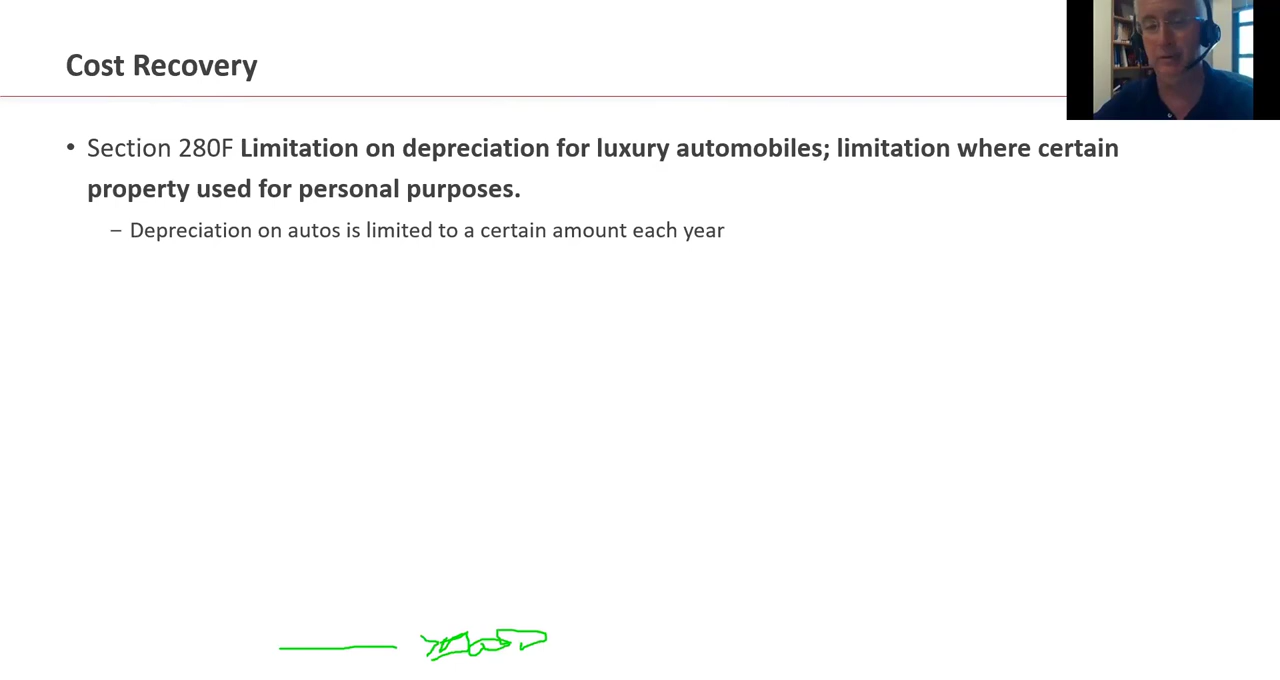 Cost Recovery
• Section 280F Limitation on depreciation for luxury automobiles; limitation where certain
property used for personal purposes.
– Depreciation on autos is limited to a certain amount each year